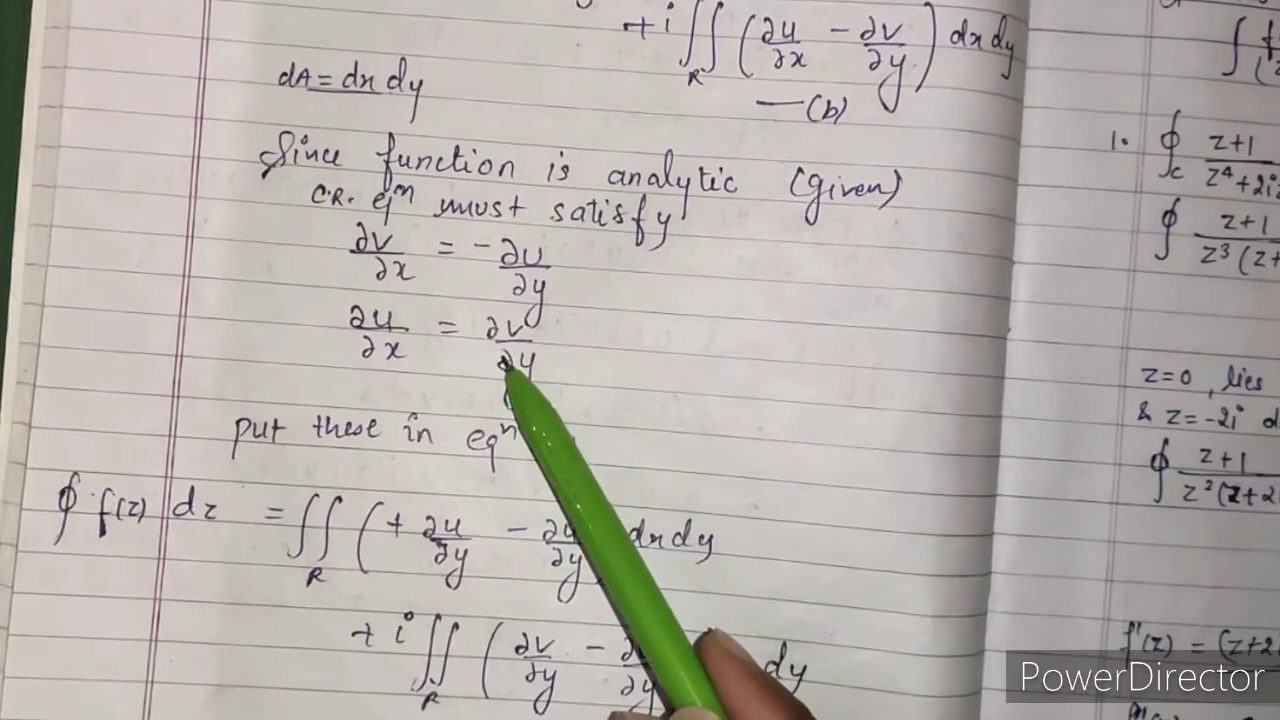 + i ∬_R (∂u/∂x - ∂v/∂y) dx dy
—(b)
dA = dx dy
Since function is analytic (given)
C.R. eqⁿ must satisfy
∂v/∂x = -∂u/∂y
∂u/∂x = ∂v/∂y
put these in eqⁿ
∮ f(z) dz = ∬_R (+ ∂u/∂y - ∂u/∂y dx dy
+ i ∬_R (∂v/∂y - ∂ /∂y dy
∫
1. ∮_C z+1 / z⁴+2i
∮ z+1 / z³(z+
z=0, lies
& z=-2i
∮ z+1 / z³(z+2
f'(z) = (z+2
PowerDirector